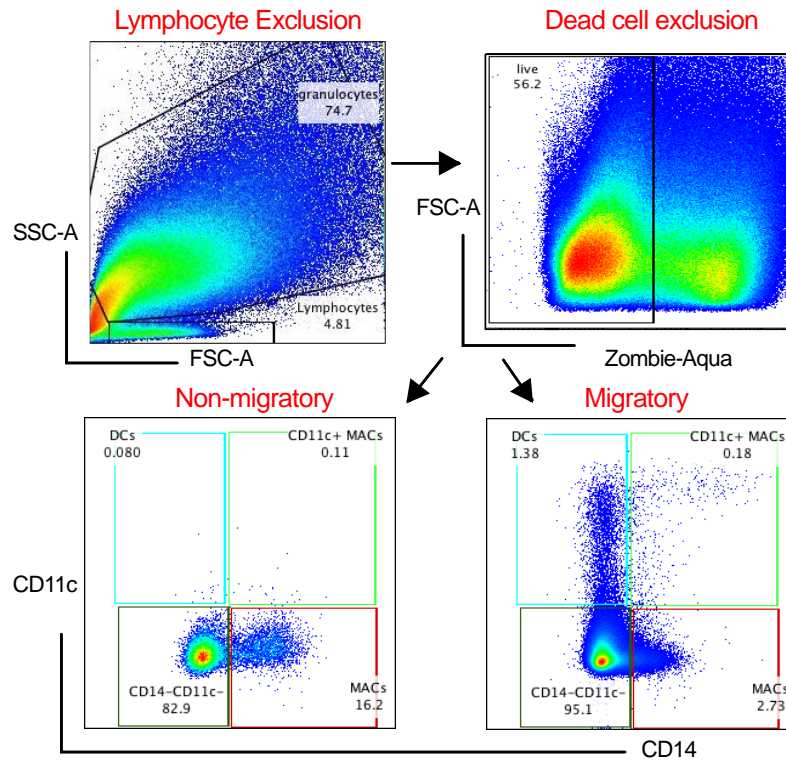 Lymphocyte Exclusion
Dead cell exclusion
granulocytes
74.7
live
56.2
SSC-A
FSC-A
Lymphocytes
4.81
FSC-A
Zombie-Aqua
Non-migratory
Migratory
DCs
0.080
CD11c+ MACs
0.11
DCs
1.38
CD11c+ MACs
0.18
CD11c
CD14-CD11c-
82.9
MACs
16.2
CD14-CD11c-
95.1
MACs
2.73
CD14